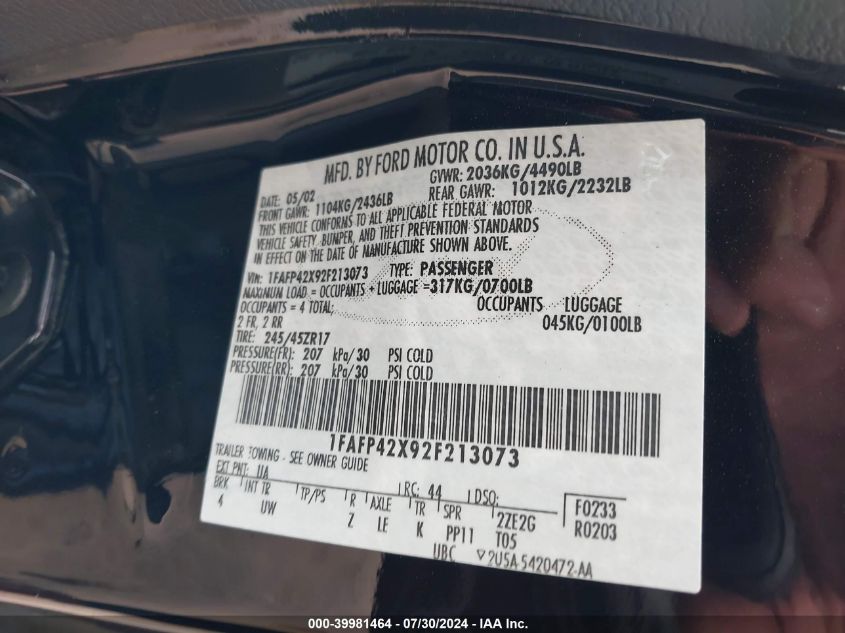 MFD. BY FORD MOTOR CO. IN U.S.A.
DATE: 05/02 GVWR: 2036KG/4490LB
FRONT GAWR: 1104KG/2436LB REAR GAWR: 1012KG/2232LB
THIS VEHICLE CONFORMS TO ALL APPLICABLE FEDERAL MOTOR
VEHICLE SAFETY, BUMPER, AND THEFT PREVENTION STANDARDS
IN EFFECT ON THE DATE OF MANUFACTURE SHOWN ABOVE.
VIN: 1FAFP42X92F213073 TYPE: PASSENGER
MAXIMUM LOAD = OCCUPANTS + LUGGAGE =317KG/0700LB
OCCUPANTS = 4 TOTAL; OCCUPANTS LUGGAGE
2 FR, 2 RR 045KG/0100LB
TIRE: 245/45ZR17
PRESSURE(FR): 207 kPa/30 PSI COLD
PRESSURE(RR): 207 kPa/30 PSI COLD
1FAFP42X92F213073
TRAILER TOWING - SEE OWNER GUIDE
EXT PNT: UA RC: 44 DSO: F0233
BRK INT TR TP/PS R AXLE TR SPR 2ZE2G R0203
4 UW Z LE K PP11 T05
UBC 2U5A-5420472-AA
000-39981464 / 07/30/2024 - IAA Inc.